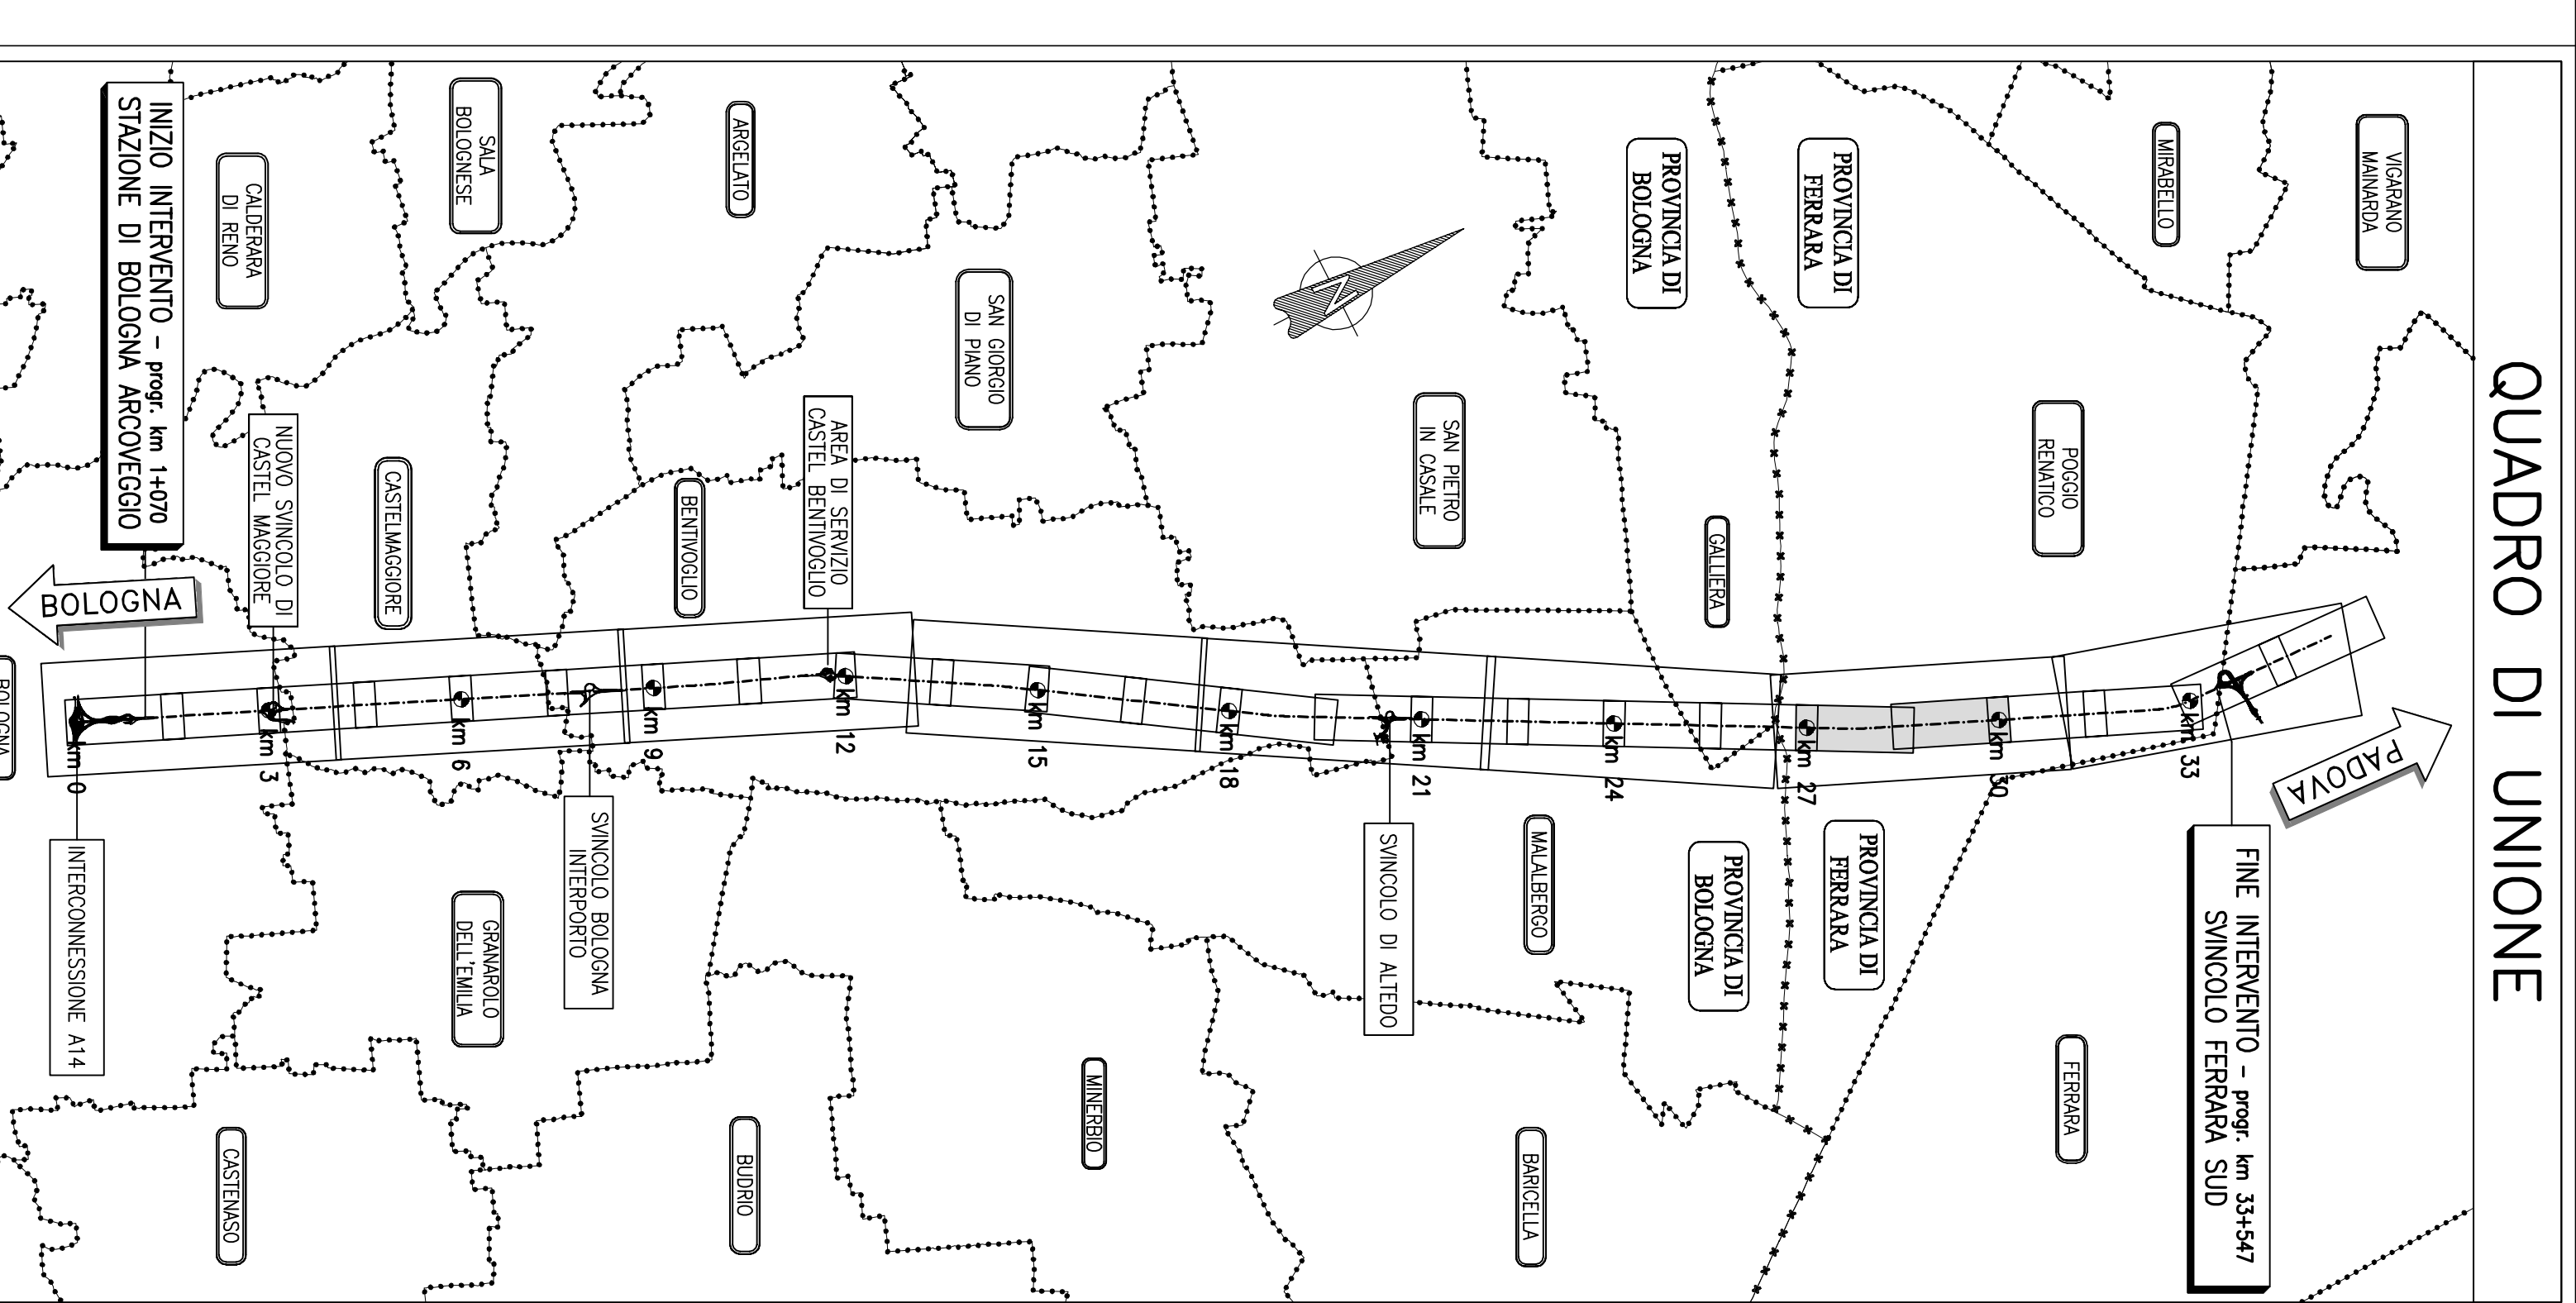 QUADRO DI UNIONE
VIGARANO
MAINARDA
MIRABELLO
PROVINCIA DI
FERRARA
PROVINCIA DI
BOLOGNA
POGGIO
RENATICO
N
SAN PIETRO
IN CASALE
GALLIERA
SAN GIORGIO
DI PIANO
ARGELATO
AREA DI SERVIZIO
CASTEL BENTIVOGLIO
BENTIVOGLIO
SALA
BOLOGNESE
CASTELMAGGIORE
CALDERARA
DI RENO
NUOVO SVINCOLO DI
CASTEL MAGGIORE
INIZIO INTERVENTO - progr. km 1+070
STAZIONE DI BOLOGNA ARCOVEGGIO
BOLOGNA
PADOVA
km 33
km 30
km 27
km 24
km 21
km 18
km 15
km 12
km 9
km 6
km 3
km 0
BOLOGNA
FINE INTERVENTO - progr. km 33+547
SVINCOLO FERRARA SUD
PROVINCIA DI
FERRARA
PROVINCIA DI
BOLOGNA
FERRARA
MALALBERGO
SVINCOLO DI ALTEDO
BARICELLA
MINERBIO
SVINCOLO BOLOGNA
INTERPORTO
GRANAROLO
DELL'EMILIA
BUDRIO
INTERCONNESSIONE A14
CASTENASO